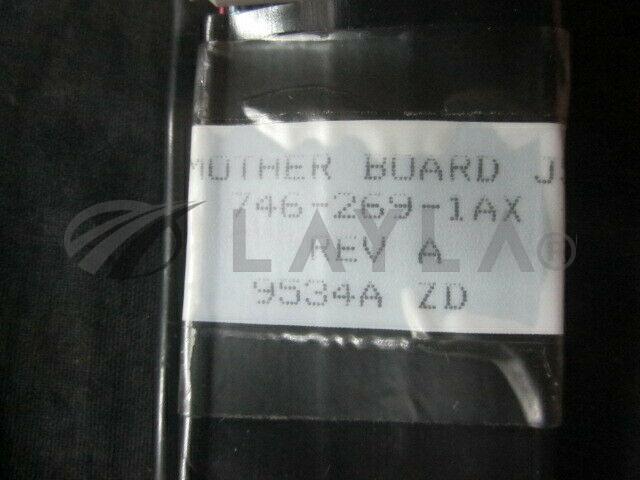 MOTHER BOARD J
746-269-1AX
REV A
9534A ZD
LAYLA®